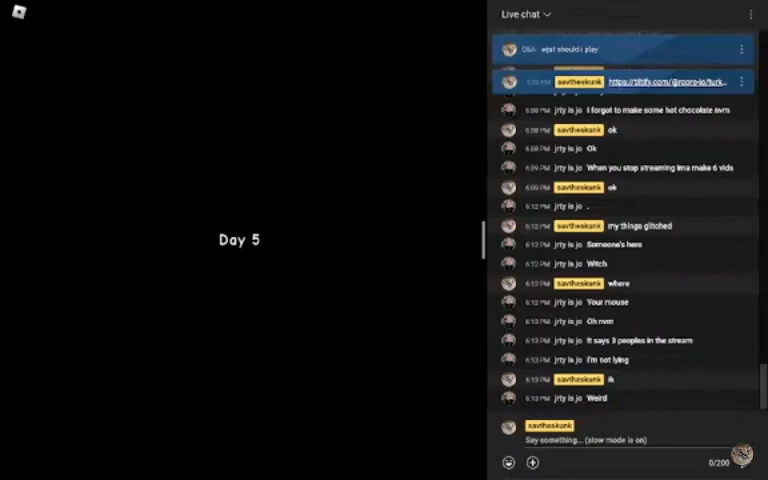 Live chat
Q&A · wjat should i play
savtheskunk
Day 5
6:08 PM jrty is jo I forgot to make some hot chocolate nvm
6:08 PM savtheskunk ok
6:08 PM jrty is jo Ok
6:09 PM jrty is jo When you stop streaming ima make 6 vids
6:09 PM savtheskunk ok
6:12 PM jrty is jo .
6:12 PM savtheskunk my things glitched
6:12 PM jrty is jo Someone's here
6:12 PM jrty is jo Witch
6:12 PM savtheskunk where
6:12 PM jrty is jo Your mouse
6:13 PM jrty is jo Oh nvm
6:13 PM jrty is jo It says 3 peoples in the stream
6:13 PM jrty is jo I'm not lying
6:13 PM savtheskunk ik
6:13 PM jrty is jo Weird
savtheskunk
Say something... (slow mode is on)
0/200